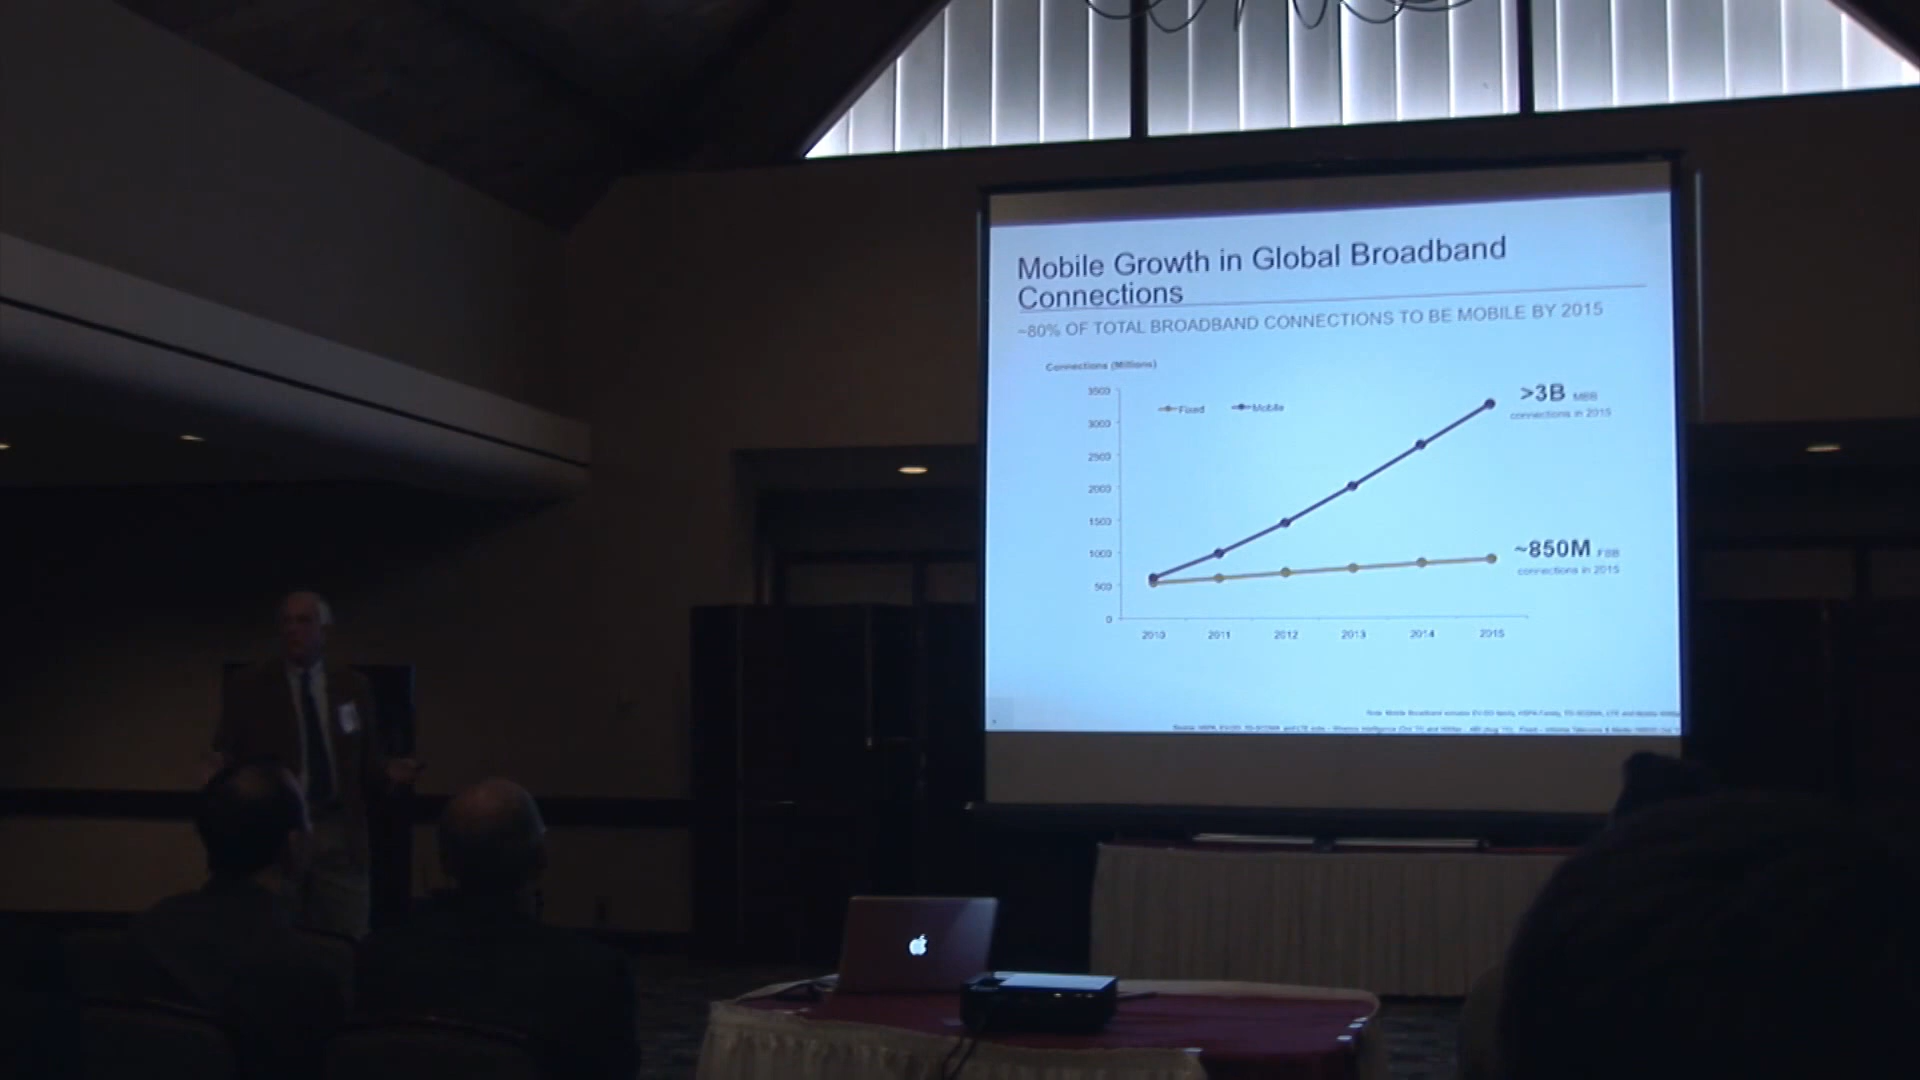 Mobile Growth in Global Broadband
Connections
~80% OF TOTAL BROADBAND CONNECTIONS TO BE MOBILE BY 2015
Connections (Millions)
Fixed
Mobile
3500
3000
2500
2000
1500
1000
500
0
2010 2011 2012 2013 2014 2015
>3B MBB
connections in 2015
~850M FBB
connections in 2015